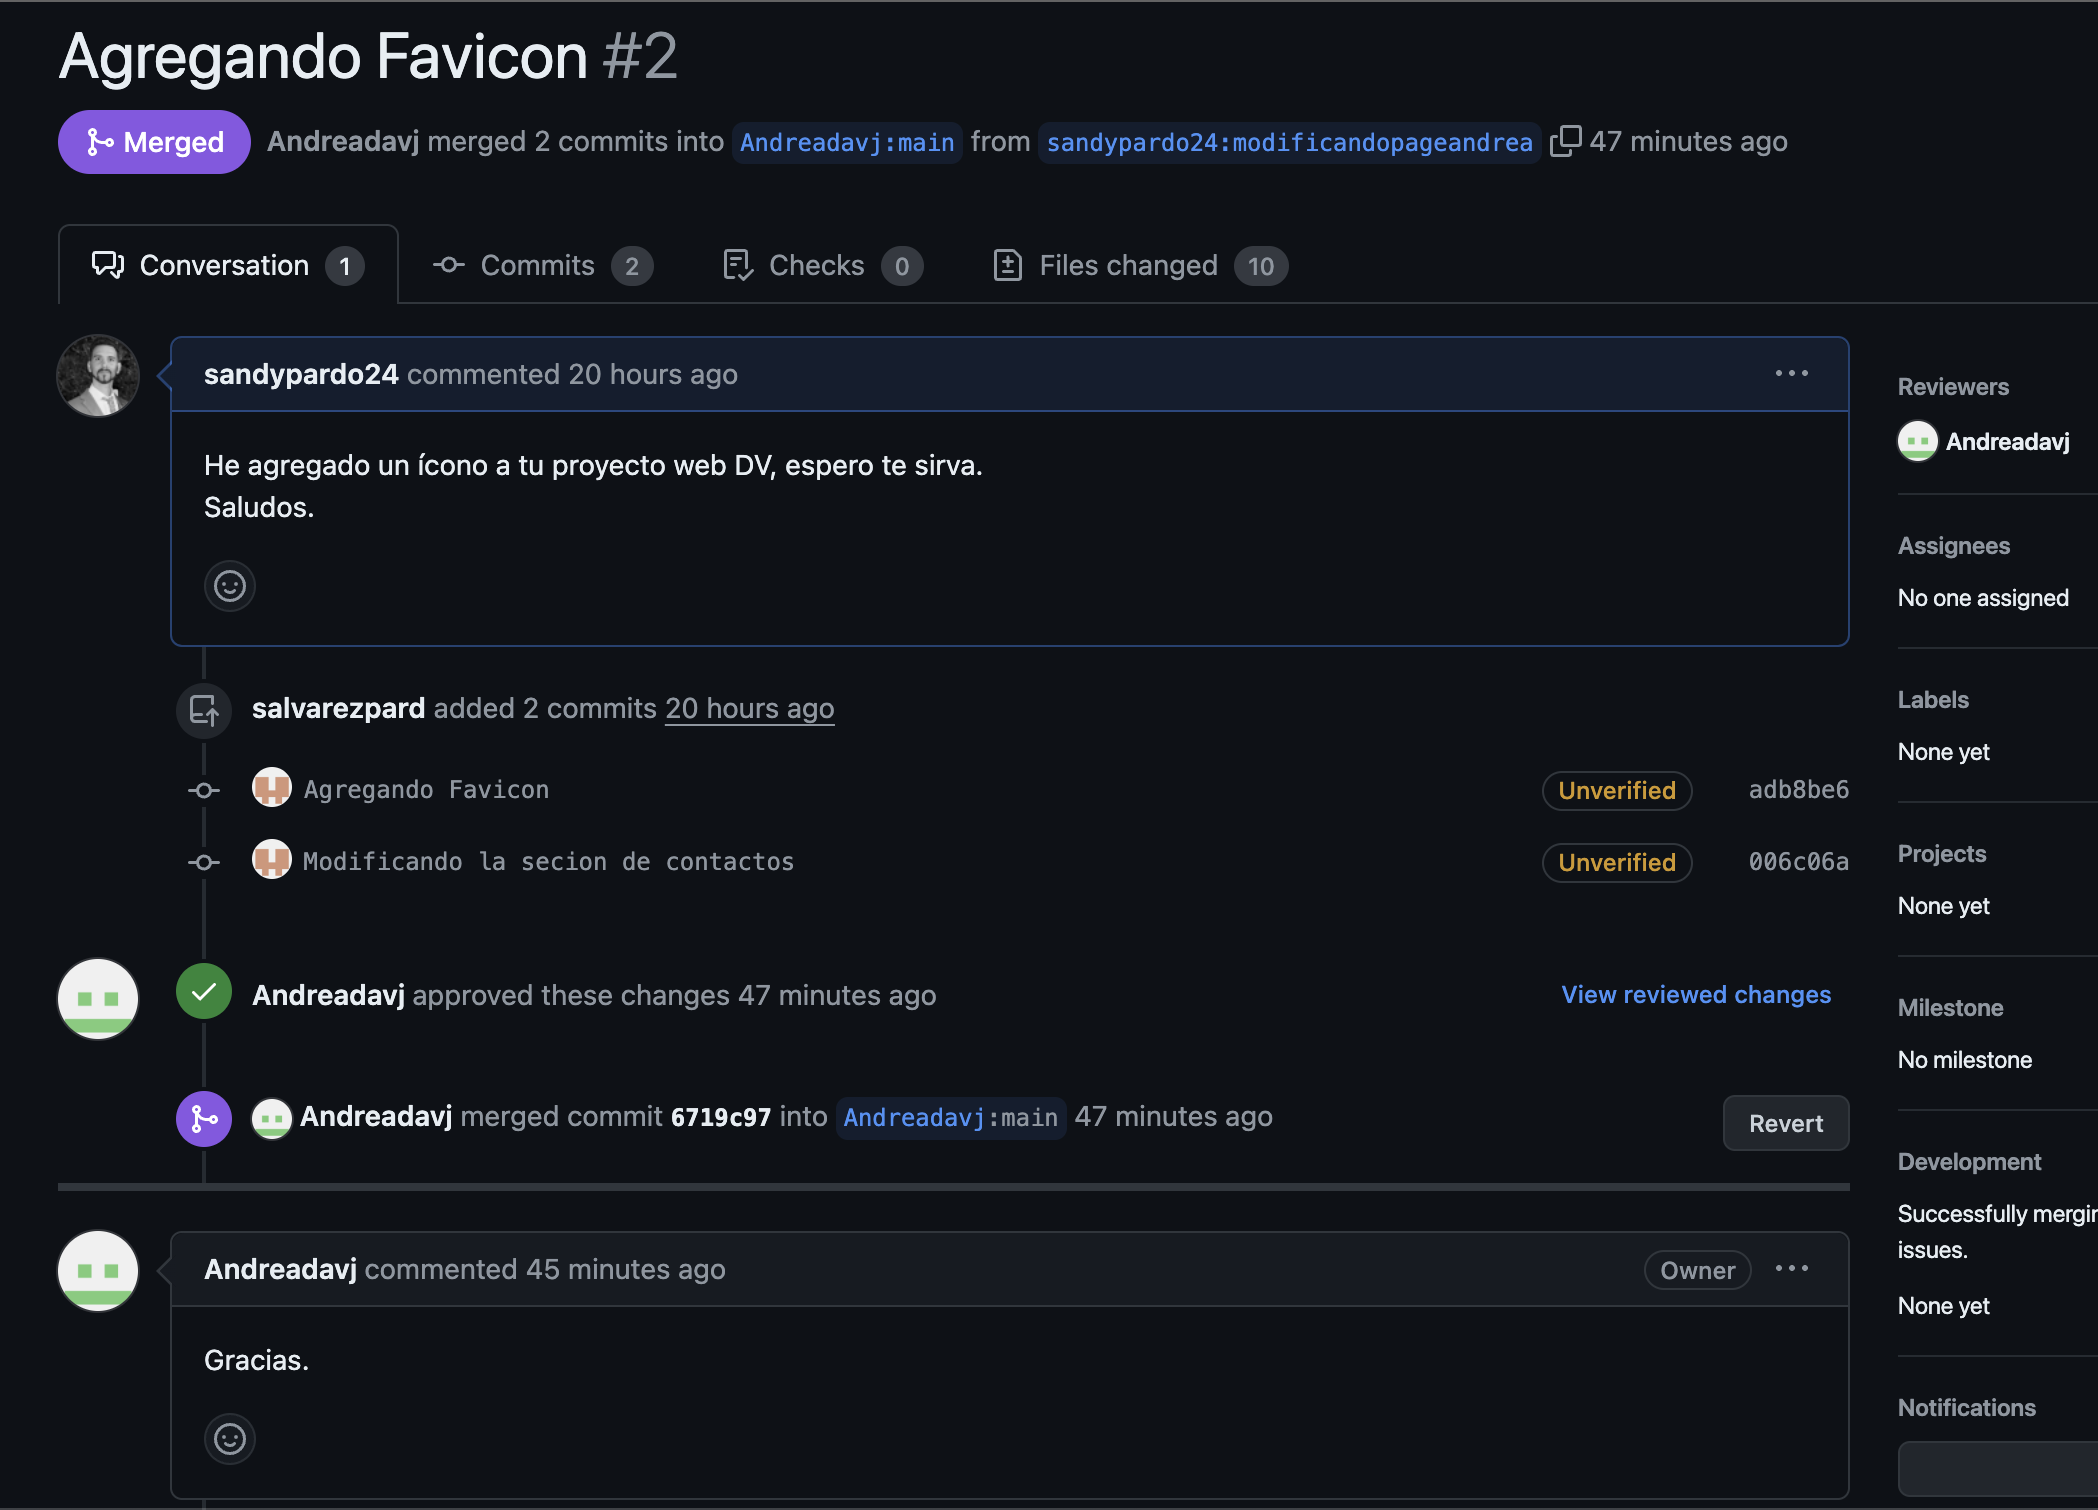 Agregando Favicon #2
Merged Andreadavj merged 2 commits into Andreadavj:main from sandypardo24:modificandopageandrea 47 minutes ago
Conversation 1 Commits 2 Checks 0 Files changed 10
sandypardo24 commented 20 hours ago
He agregado un ícono a tu proyecto web DV, espero te sirva.
Saludos.
salvarezpard added 2 commits 20 hours ago
Agregando Favicon Unverified adb8be6
Modificando la secion de contactos Unverified 006c06a
Andreadavj approved these changes 47 minutes ago View reviewed changes
Andreadavj merged commit 6719c97 into Andreadavj:main 47 minutes ago Revert
Andreadavj commented 45 minutes ago Owner
Gracias.
Reviewers
Andreadavj
Assignees
No one assigned
Labels
None yet
Projects
None yet
Milestone
No milestone
Development
Successfully mergin
issues.
None yet
Notifications